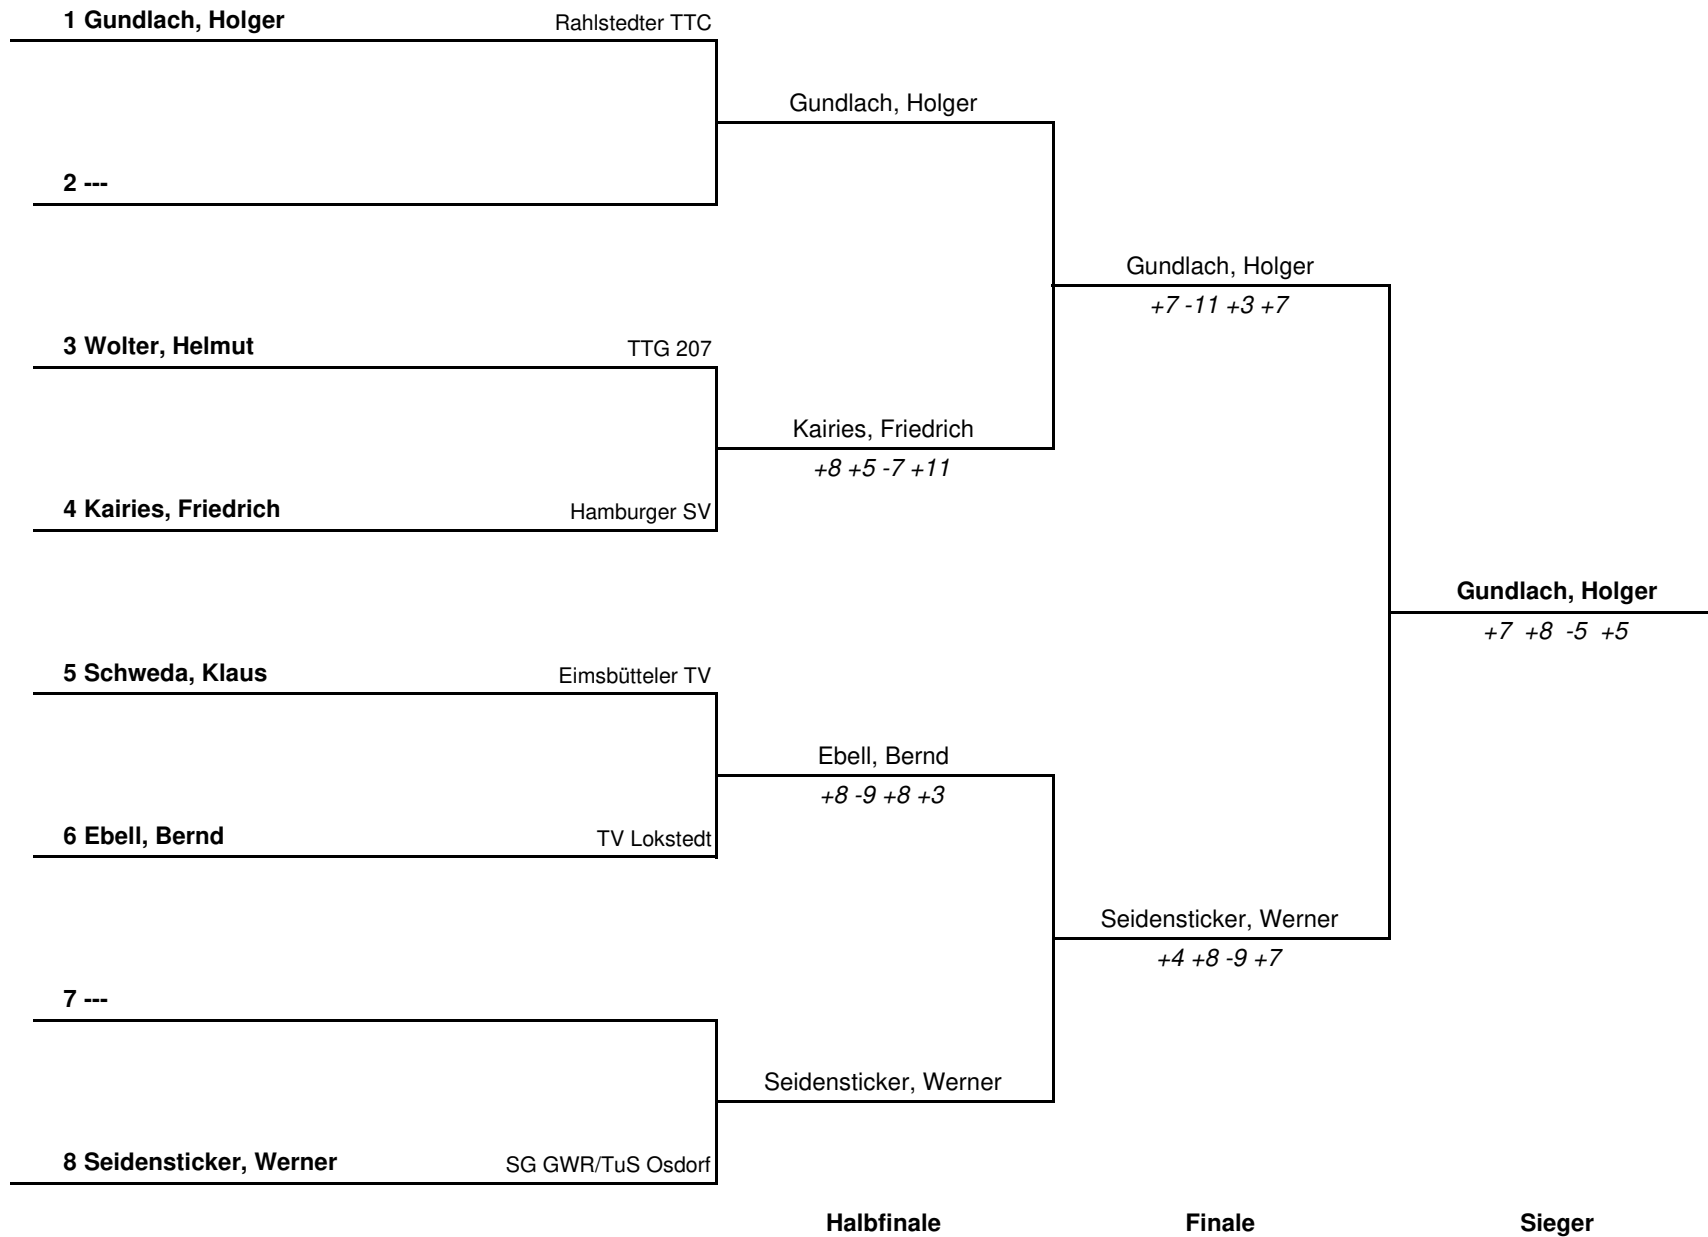 1 Gundlach, Holger Rahlstedter TTC
Gundlach, Holger
2 ---
Gundlach, Holger
+7 -11 +3 +7
3 Wolter, Helmut TTG 207
Kairies, Friedrich
+8 +5 -7 +11
4 Kairies, Friedrich Hamburger SV
Gundlach, Holger
+7 +8 -5 +5
5 Schweda, Klaus Eimsbütteler TV
Ebell, Bernd
+8 -9 +8 +3
6 Ebell, Bernd TV Lokstedt
Seidensticker, Werner
+4 +8 -9 +7
7 ---
Seidensticker, Werner
8 Seidensticker, Werner SG GWR/TuS Osdorf
Halbfinale Finale Sieger